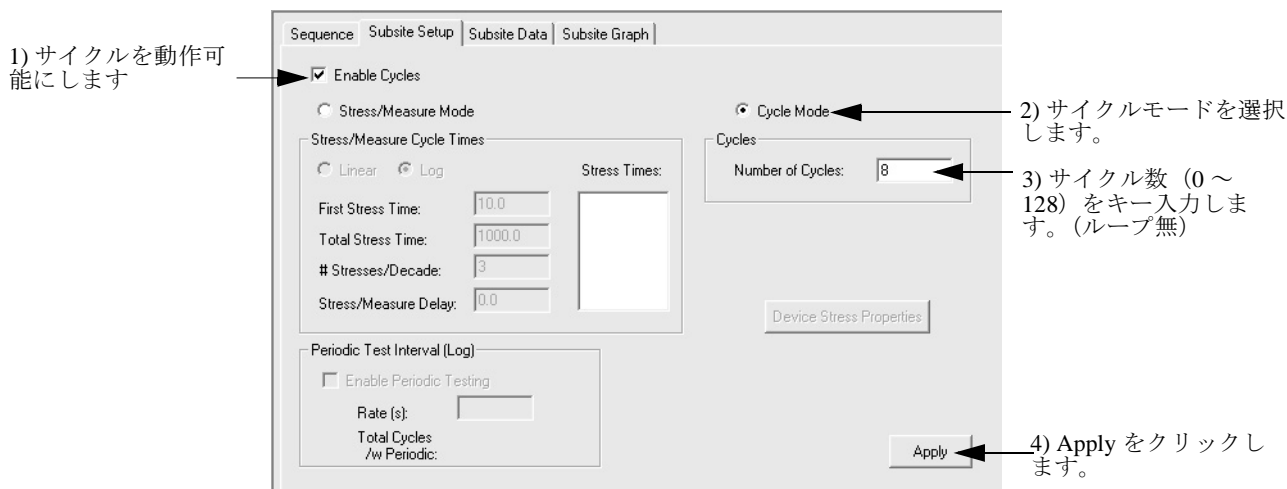 Sequence Subsite Setup Subsite Data Subsite Graph
1) サイクルを動作可
能にします
Enable Cycles
Stress/Measure Mode
Cycle Mode
2) サイクルモードを選択
します。
Stress/Measure Cycle Times
Linear Log
Stress Times:
First Stress Time: 10.0
Total Stress Time: 1000.0
# Stresses/Decade: 3
Stress/Measure Delay: 0.0
Cycles
Number of Cycles: 8
3) サイクル数（0 ～
128）をキー入力しま
す。（ループ無）
Device Stress Properties
Periodic Test Interval (Log)
Enable Periodic Testing
Rate (s):
Total Cycles
/w Periodic:
Apply
4) Apply をクリックし
ます。